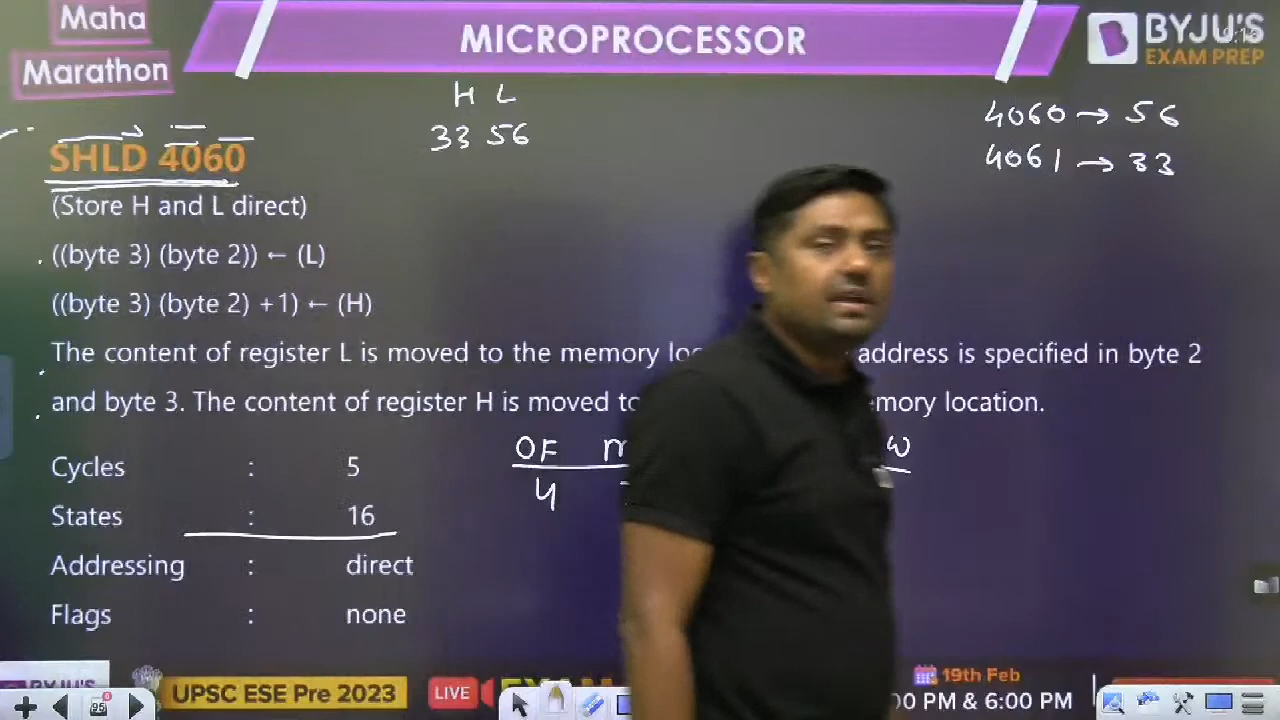 Maha
Marathon
MICROPROCESSOR
BYJU'S
EXAM PREP
H L
33 56
4060 → 56
4061 → 33
SHLD 4060
(Store H and L direct)
((byte 3) (byte 2)) ← (L)
((byte 3) (byte 2) +1) ← (H)
The content of register L is moved to the memory address is specified in byte 2
and byte 3. The content of register H is moved location.
OF W
4
Cycles : 5
States : 16
Addressing : direct
Flags : none
UPSC ESE Pre 2023
LIVE
19th Feb
PM & 6:00 PM
95